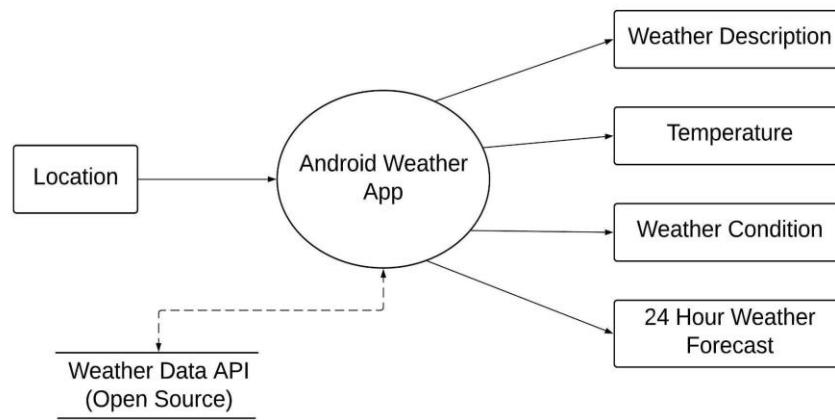 Weather Description
Temperature
Android Weather
App
Location
Weather Condition
24 Hour Weather
Forecast
Weather Data API
(Open Source)